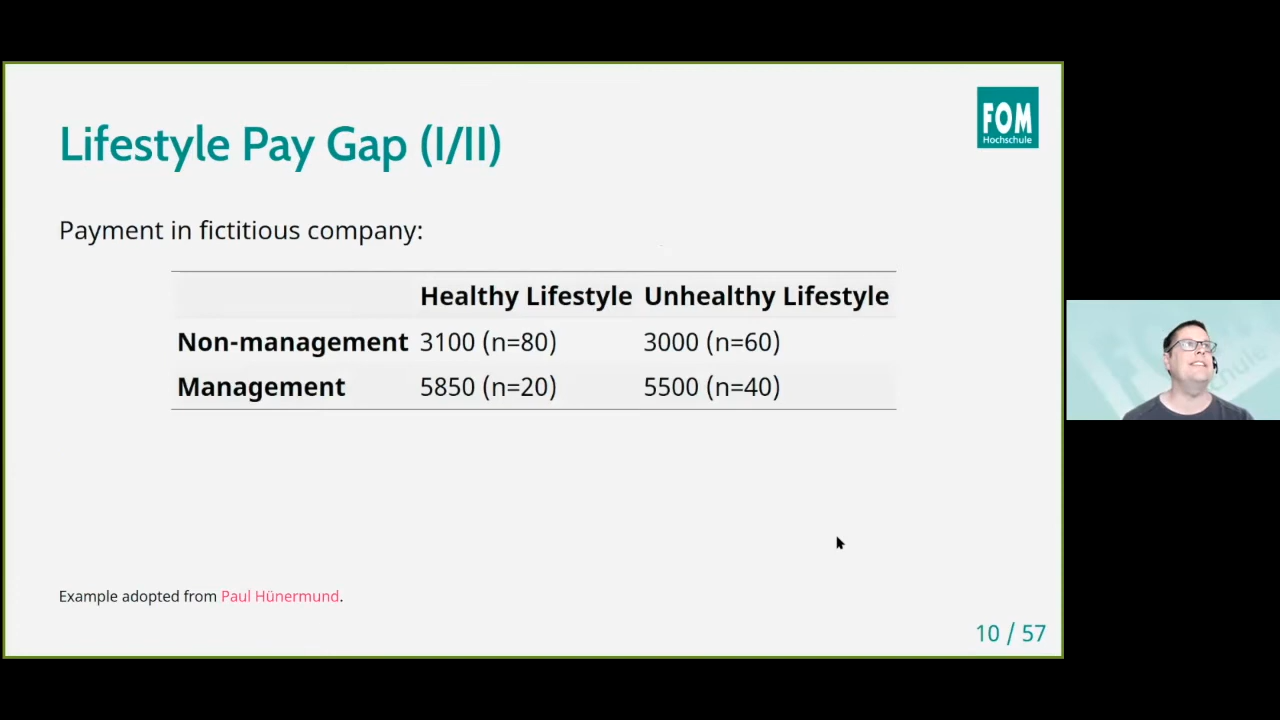 FOM
Hochschule
Lifestyle Pay Gap (I/II)
Payment in fictitious company:
Healthy Lifestyle Unhealthy Lifestyle
Non-management 3100 (n=80) 3000 (n=60)
Management 5850 (n=20) 5500 (n=40)
Example adopted from Paul Hünermund.
10 / 57